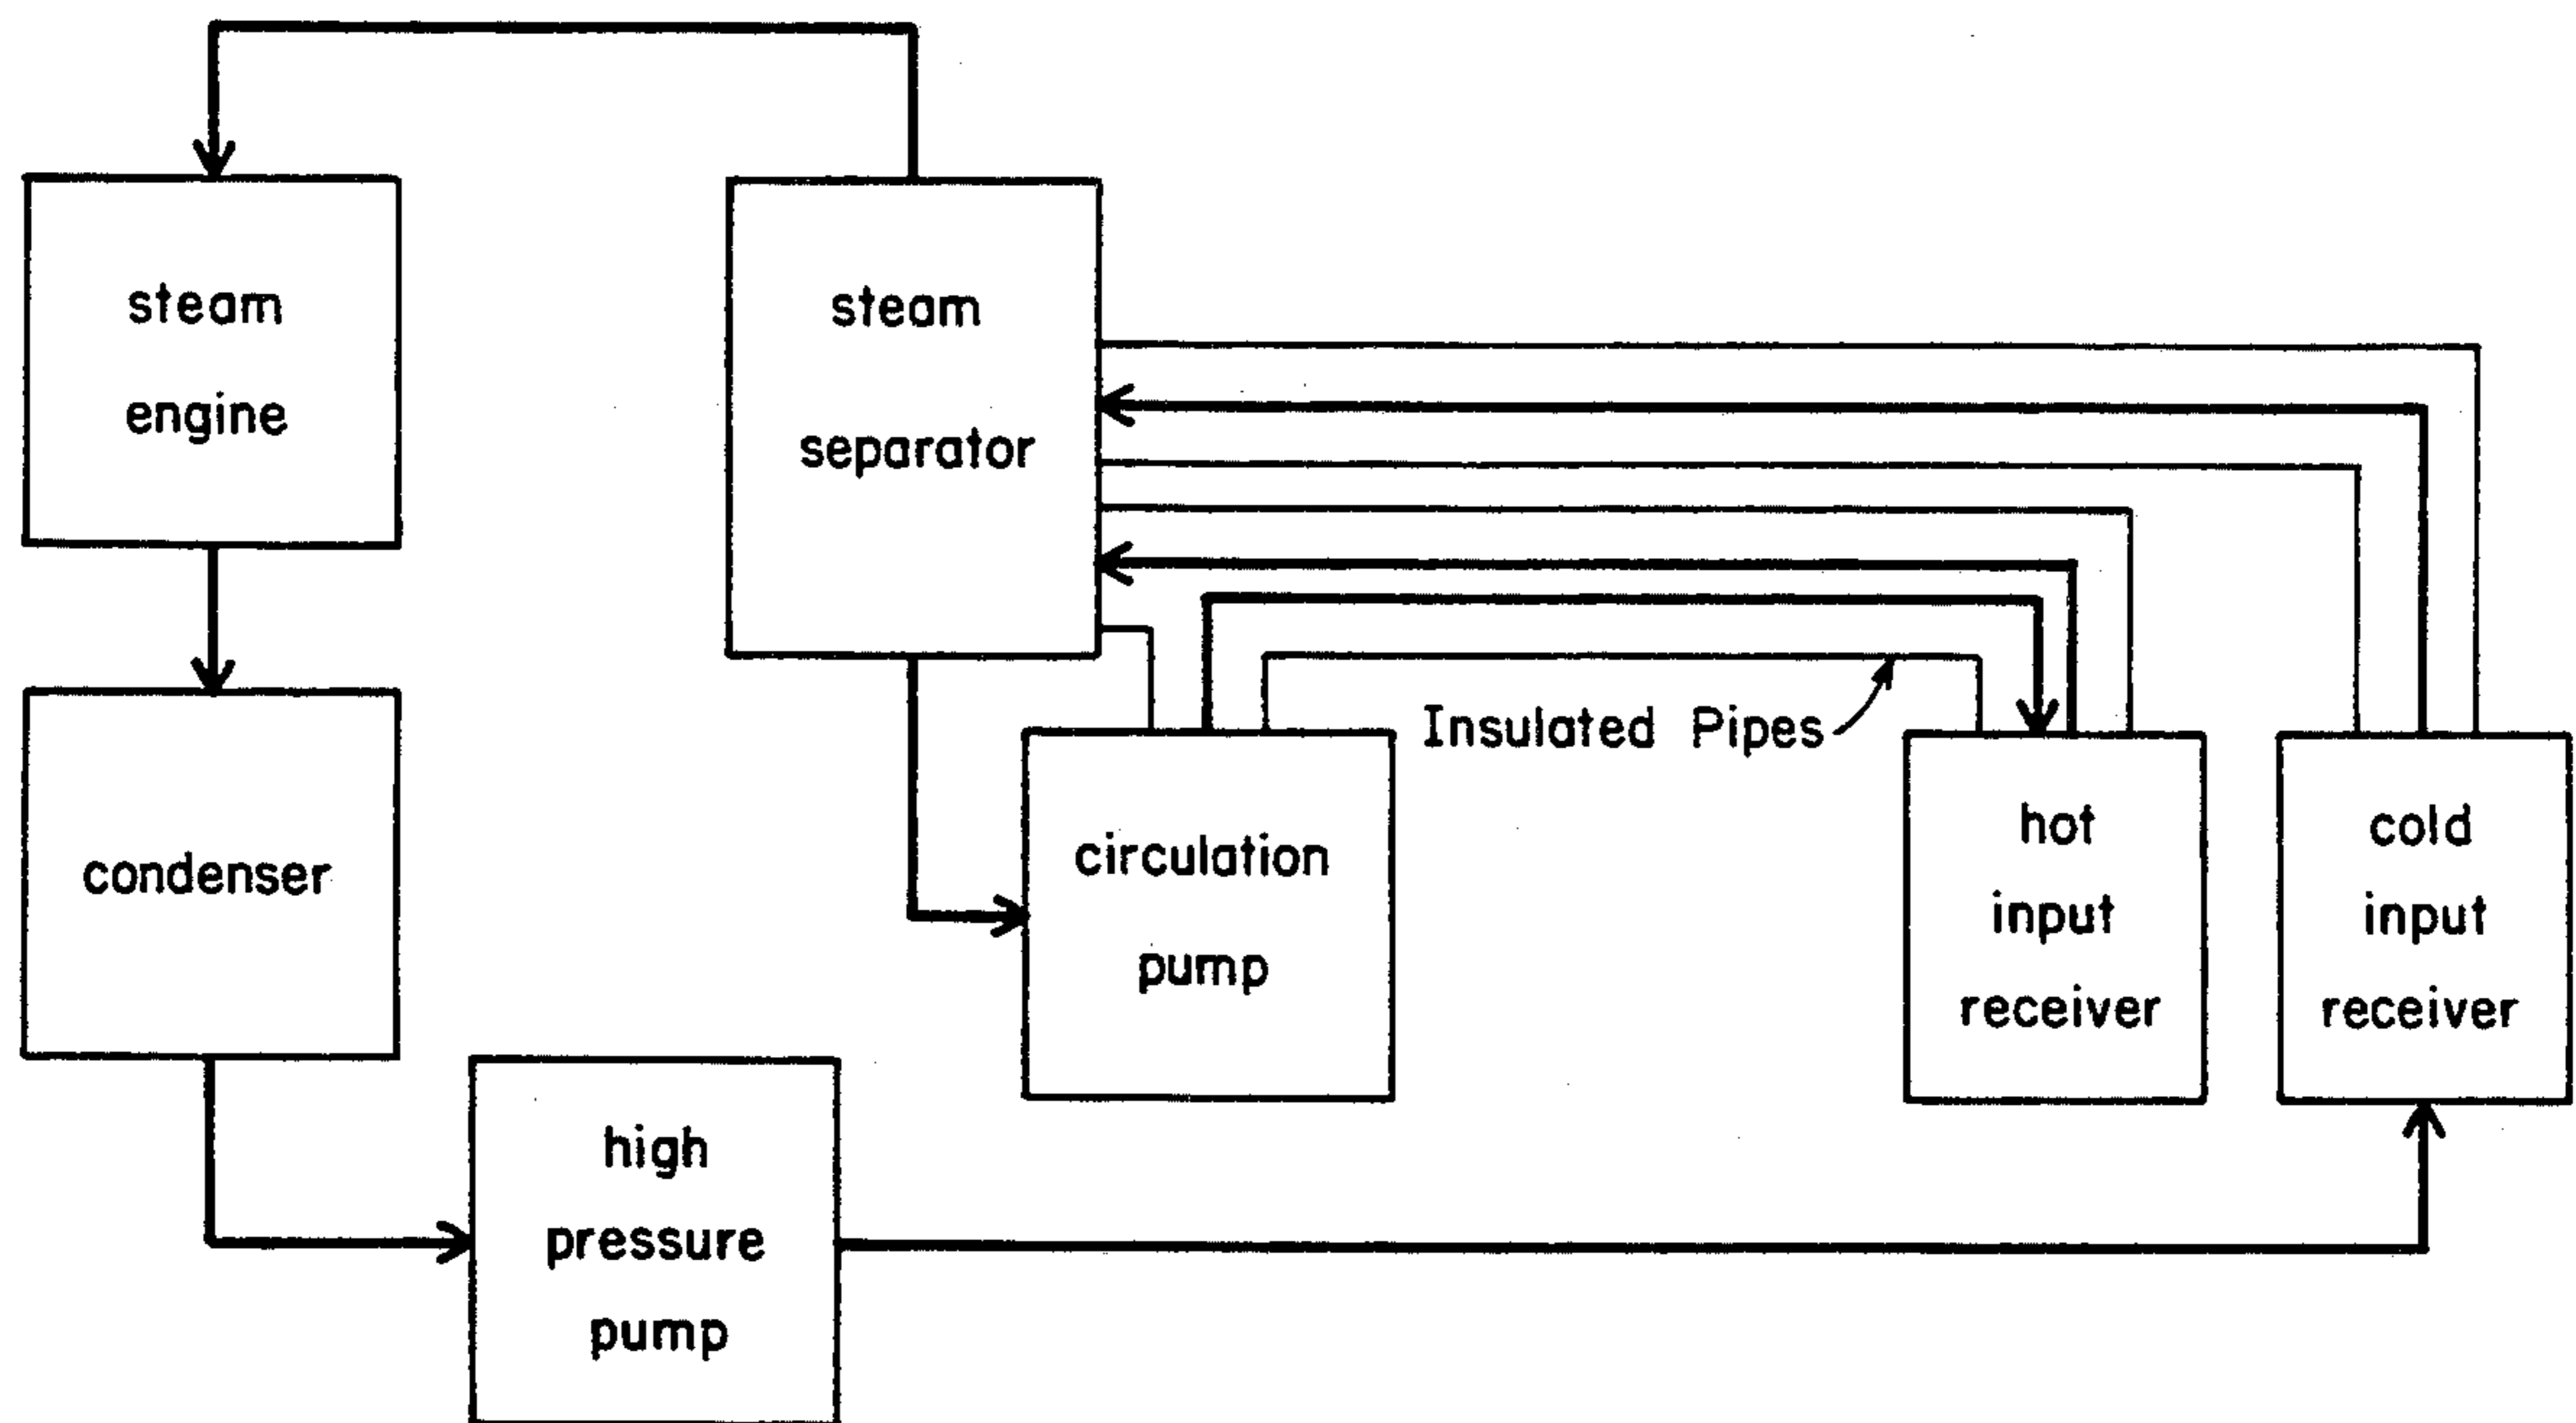 steam
engine
steam
separator
Insulated Pipes
condenser
circulation
pump
hot
input
receiver
cold
input
receiver
high
pressure
pump